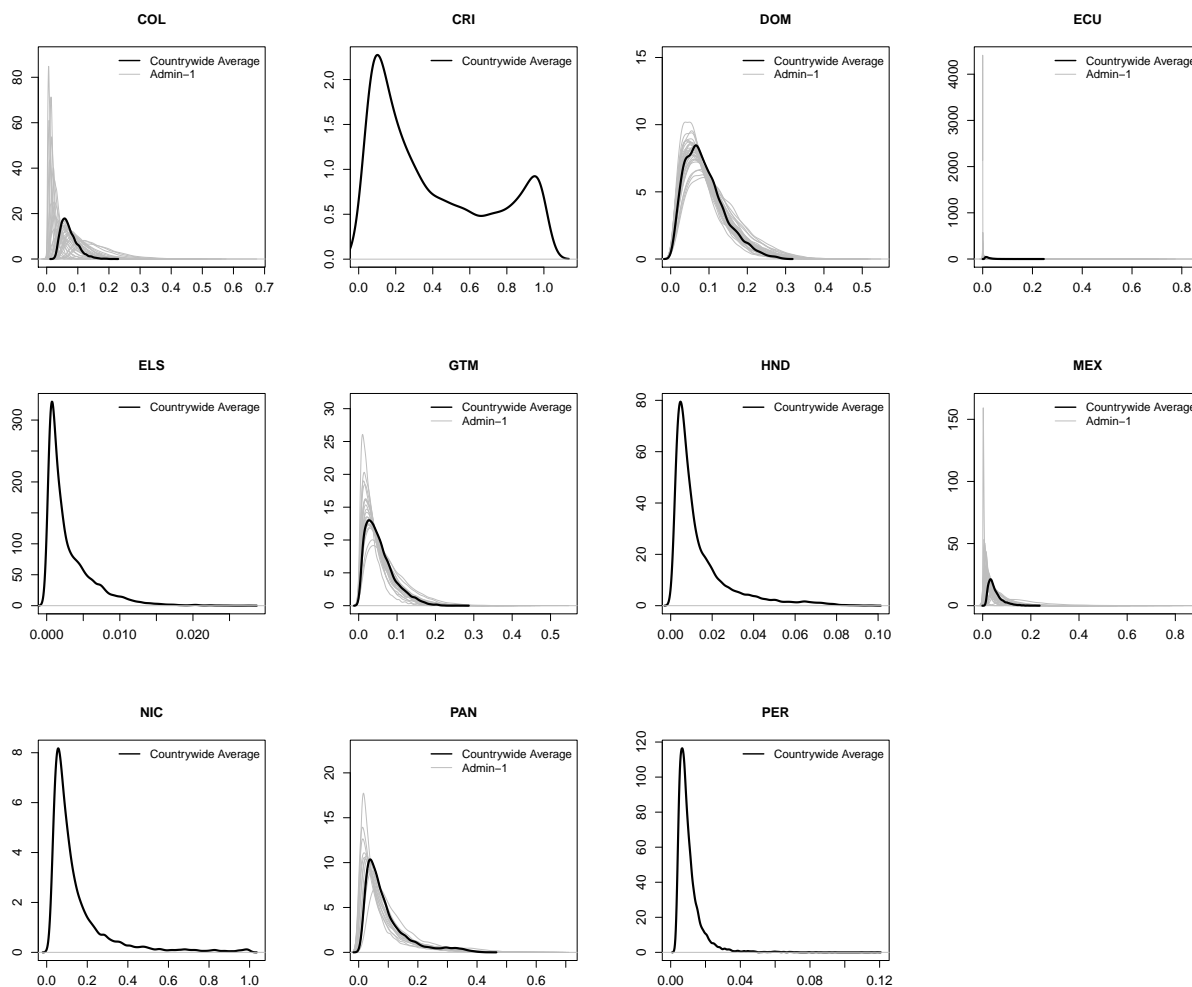 COL
CRI
DOM
ECU
Countrywide Average
Admin−1
Countrywide Average
Countrywide Average
Admin−1
Countrywide Average
Admin−1
0 20 40 60 80
0.0 0.5 1.0 1.5 2.0
0 5 10 15
0 1000 2000 3000 4000
0.0 0.1 0.2 0.3 0.4 0.5 0.6 0.7
0.0 0.2 0.4 0.6 0.8 1.0
0.0 0.1 0.2 0.3 0.4 0.5
0.0 0.2 0.4 0.6 0.8
ELS
GTM
HND
MEX
Countrywide Average
Countrywide Average
Admin−1
Countrywide Average
Countrywide Average
Admin−1
0 50 100 200 300
0 5 10 15 20 25 30
0 20 40 60 80
0 50 100 150
0.000 0.010 0.020
0.0 0.1 0.2 0.3 0.4 0.5
0.00 0.02 0.04 0.06 0.08 0.10
0.0 0.2 0.4 0.6 0.8
NIC
PAN
PER
Countrywide Average
Countrywide Average
Admin−1
Countrywide Average
0 2 4 6 8
0 5 10 15 20
0 20 40 60 80 100 120
0.0 0.2 0.4 0.6 0.8 1.0
0.0 0.2 0.4 0.6
0.00 0.04 0.08 0.12